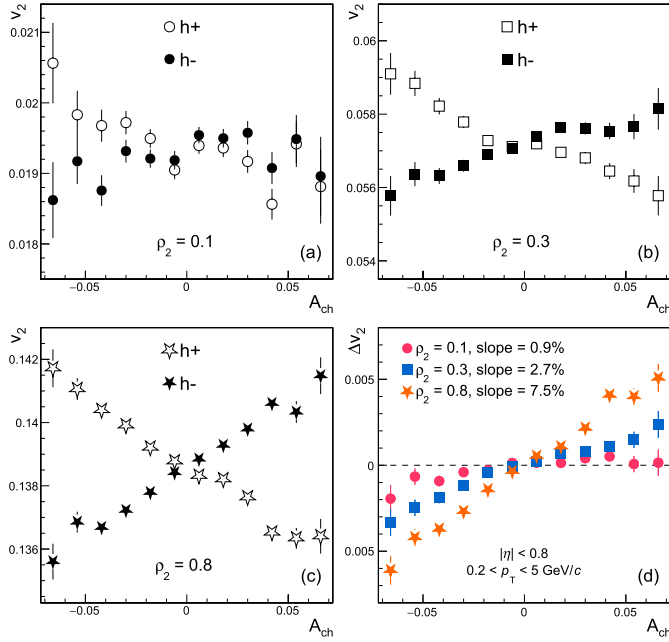 v2
0.021
0.02
0.019
0.018
h+
h-
ρ2 = 0.1
(a)
−0.05 0 0.05
Ach
v2
0.06
0.058
0.056
0.054
h+
h-
ρ2 = 0.3
(b)
−0.05 0 0.05
Ach
v2
0.142
0.14
0.138
0.136
h+
h-
ρ2 = 0.8
(c)
−0.05 0 0.05
Ach
Δv2
0.005
0
0.005
ρ2 = 0.1, slope = 0.9%
ρ2 = 0.3, slope = 2.7%
ρ2 = 0.8, slope = 7.5%
|η| < 0.8
0.2 < pT < 5 GeV/c
(d)
−0.05 0 0.05
Ach